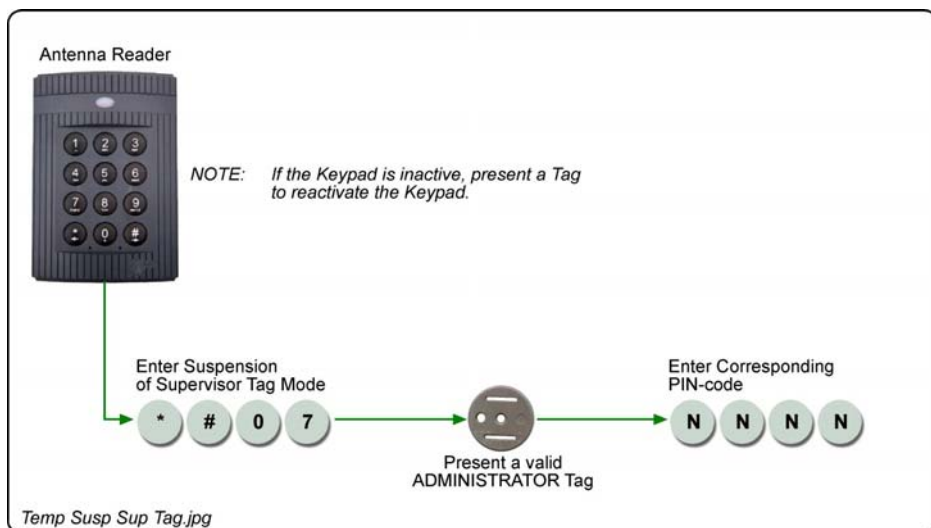 Antenna Reader
1 2 3
4 5 6
7 8 9
* 0 #
NOTE: If the Keypad is inactive, present a Tag
to reactivate the Keypad.
Enter Suspension
of Supervisor Tag Mode
* # 0 7
Present a valid
ADMINISTRATOR Tag
Enter Corresponding
PIN-code
N N N N
Temp Susp Sup Tag.jpg